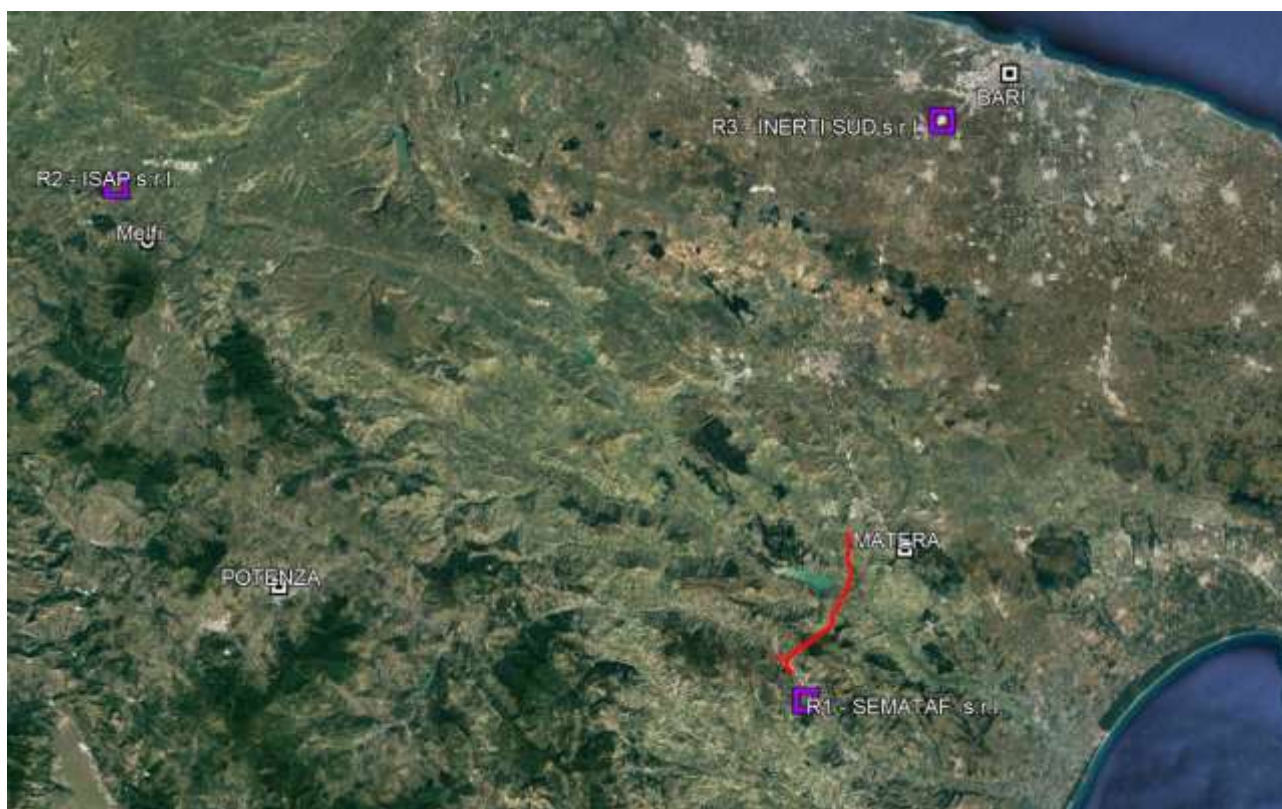 BARI
R3 - INERTI SUD s.r.l.
R2 - ISAP s.r.l.
Melfi
MATERA
POTENZA
R1 - SEMATAF s.r.l.